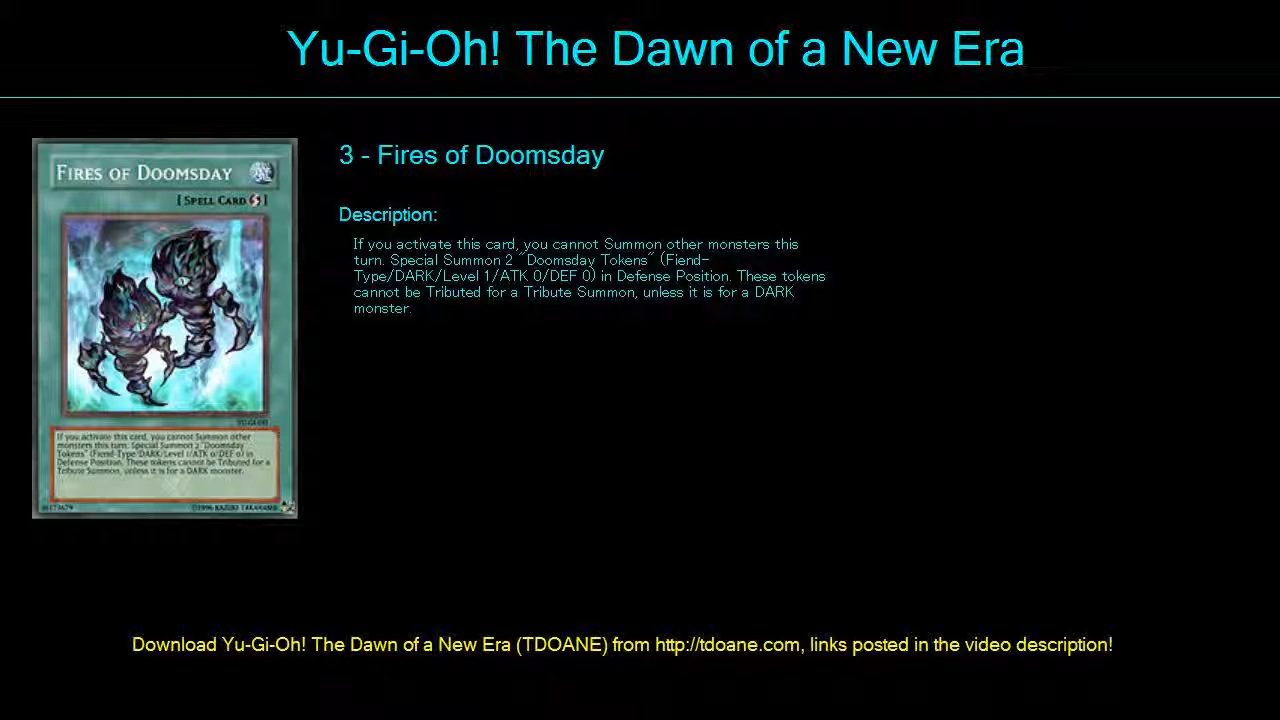 Yu-Gi-Oh! The Dawn of a New Era
FIRES OF DOOMSDAY
[ SPELL CARD ]
3 - Fires of Doomsday
Description:
If you activate this card, you cannot Summon other monsters this
turn. Special Summon 2 "Doomsday Tokens" (Fiend-
Type/DARK/Level 1/ATK 0/DEF 0) in Defense Position. These tokens
cannot be Tributed for a Tribute Summon, unless it is for a DARK
monster.
If you activate this card, you cannot Summon other
monsters this turn. Special Summon 2 "Doomsday
Tokens" (Fiend-Type/DARK/Level 1/ATK 0/DEF 0) in
Defense Position. These tokens cannot be Tributed for a
Tribute Summon, unless it is for a DARK monster.
©1996 KAZUKI TAKAHASHI
Download Yu-Gi-Oh! The Dawn of a New Era (TDOANE) from http://tdoane.com, links posted in the video description!